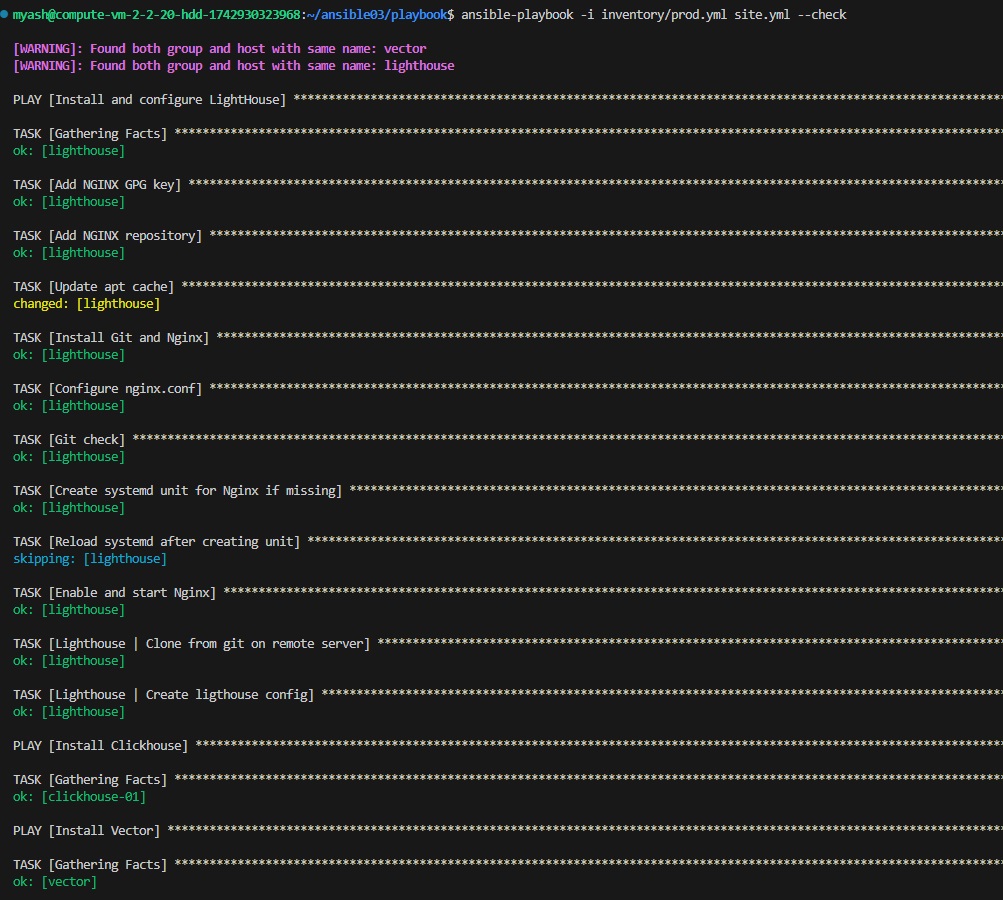 myash@compute-vm-2-2-20-hdd-1742930323968:~/ansible03/playbook$ ansible-playbook -i inventory/prod.yml site.yml --check
[WARNING]: Found both group and host with same name: vector
[WARNING]: Found both group and host with same name: lighthouse
PLAY [Install and configure LightHouse] ****************************************************************************************************
TASK [Gathering Facts] *********************************************************************************************************************
ok: [lighthouse]
TASK [Add NGINX GPG key] *******************************************************************************************************************
ok: [lighthouse]
TASK [Add NGINX repository] ****************************************************************************************************************
ok: [lighthouse]
TASK [Update apt cache] ********************************************************************************************************************
changed: [lighthouse]
TASK [Install Git and Nginx] ***************************************************************************************************************
ok: [lighthouse]
TASK [Configure nginx.conf] ****************************************************************************************************************
ok: [lighthouse]
TASK [Git check] ***************************************************************************************************************************
ok: [lighthouse]
TASK [Create systemd unit for Nginx if missing] ********************************************************************************************
ok: [lighthouse]
TASK [Reload systemd after creating unit] **************************************************************************************************
skipping: [lighthouse]
TASK [Enable and start Nginx] **************************************************************************************************************
ok: [lighthouse]
TASK [Lighthouse | Clone from git on remote server] ****************************************************************************************
ok: [lighthouse]
TASK [Lighthouse | Create ligthouse config] ************************************************************************************************
ok: [lighthouse]
PLAY [Install Clickhouse] ******************************************************************************************************************
TASK [Gathering Facts] *********************************************************************************************************************
ok: [clickhouse-01]
PLAY [Install Vector] **********************************************************************************************************************
TASK [Gathering Facts] *********************************************************************************************************************
ok: [vector]